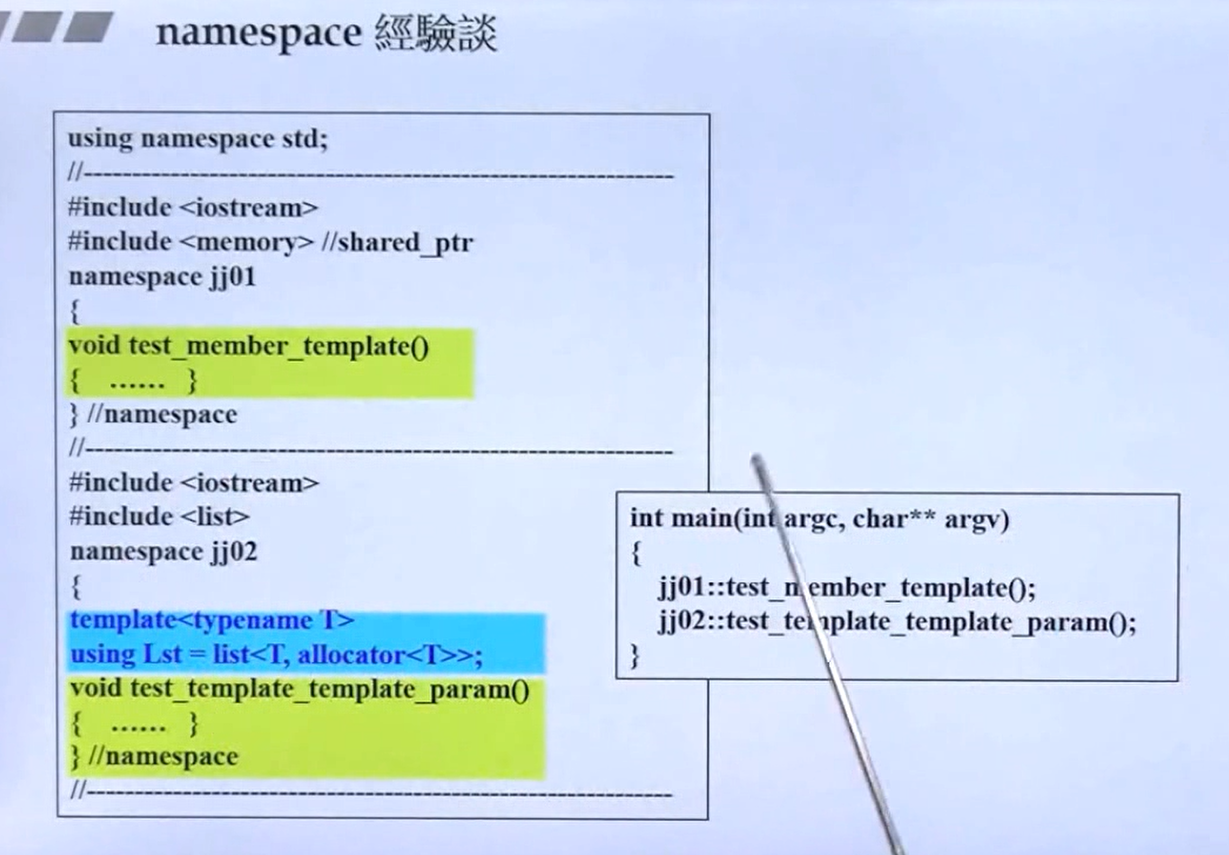 namespace 經驗談
using namespace std;
//----------------------------------------------------------------
#include <iostream>
#include <memory> //shared_ptr
namespace jj01
{
void test_member_template()
{ ...... }
} //namespace
//----------------------------------------------------------------
#include <iostream>
#include <list>
namespace jj02
{
template<typename T>
using Lst = list<T, allocator<T>>;
void test_template_template_param()
{ ...... }
} //namespace
//----------------------------------------------------------------
int main(int argc, char** argv)
{
jj01::test_member_template();
jj02::test_template_template_param();
}